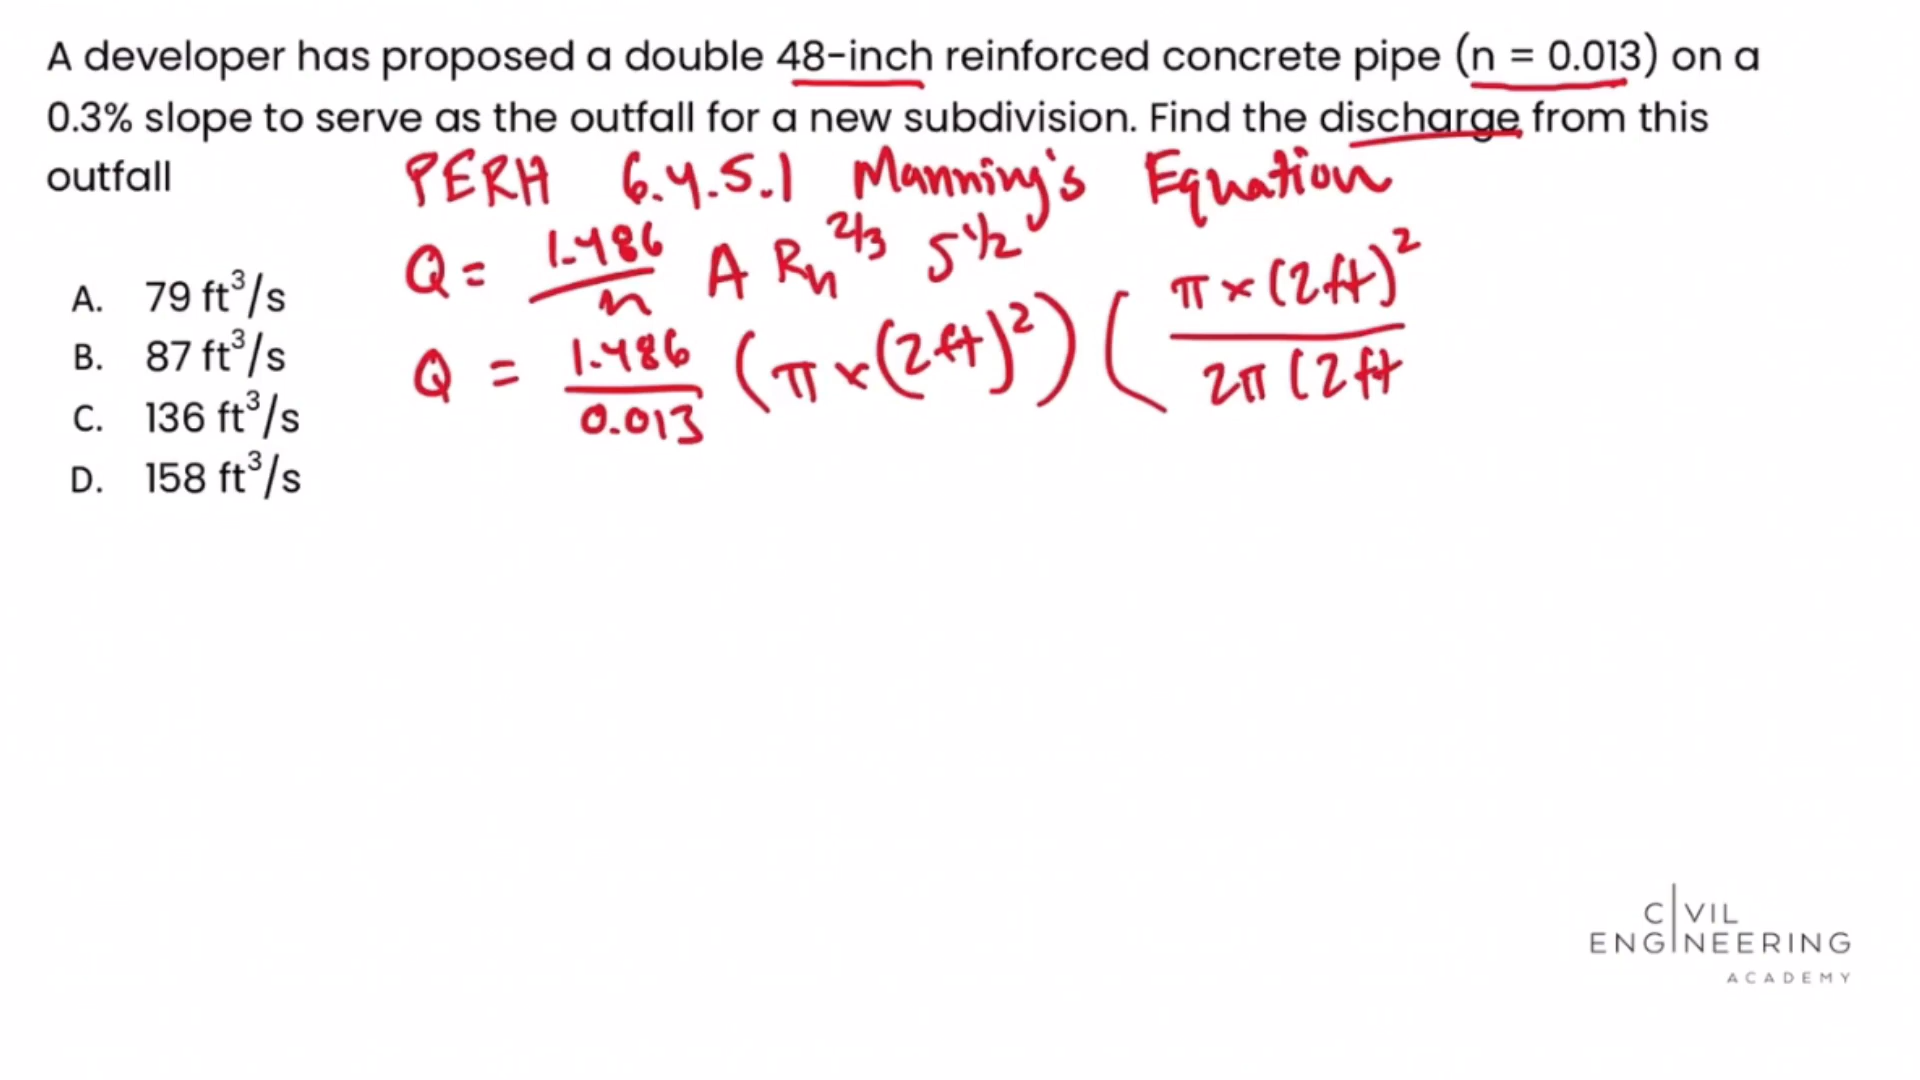 A developer has proposed a double 48-inch reinforced concrete pipe (n = 0.013) on a
0.3% slope to serve as the outfall for a new subdivision. Find the discharge from this
outfall
PERH 6.4.5.1 Manning's Equation
Q = 1.486/n A R_h^2/3 S^1/2
Q = 1.486/0.013 (π × (2ft)²) ( π × (2ft)² / 2π (2ft
A. 79 ft³/s
B. 87 ft³/s
C. 136 ft³/s
D. 158 ft³/s
CIVIL
ENGINEERING
ACADEMY